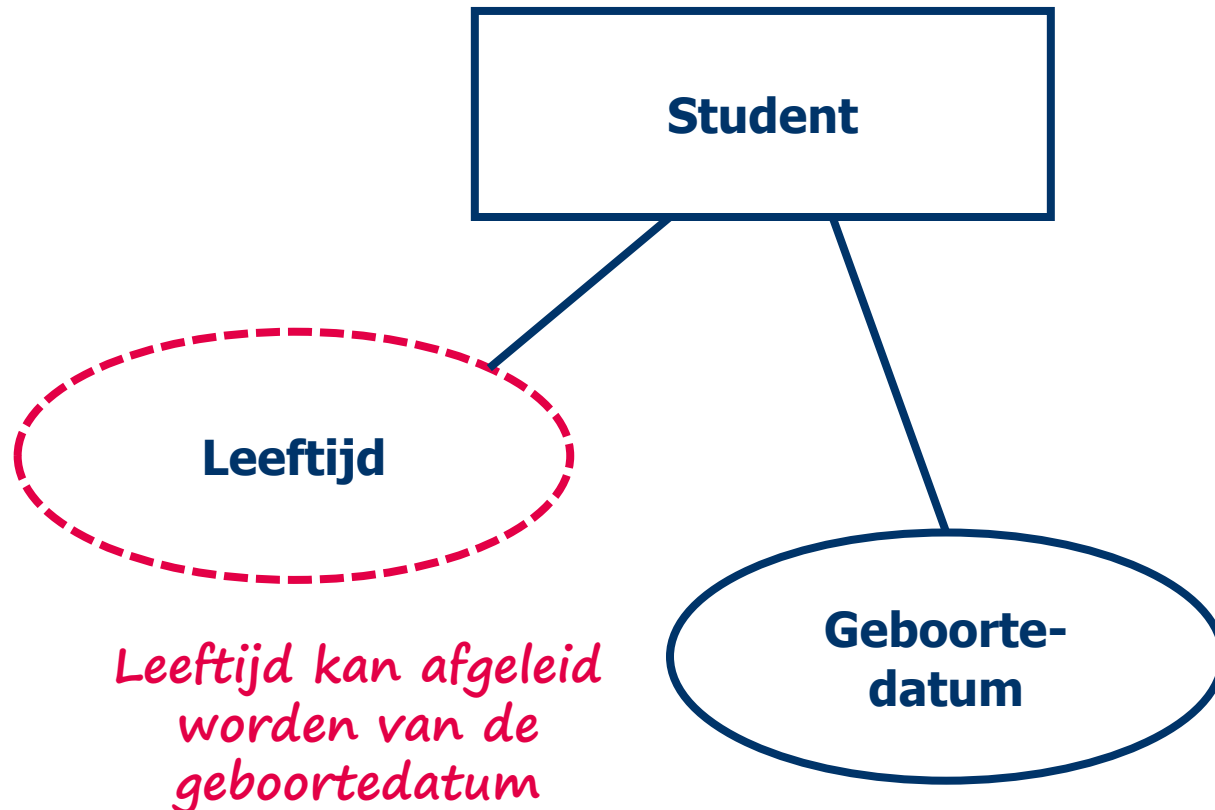 Student
Leeftijd
Geboorte-
datum
Leeftijd kan afgeleid
worden van de
geboortedatum